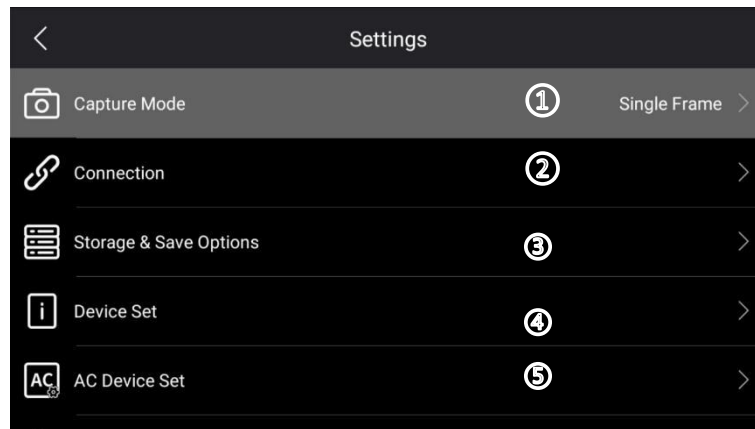 Settings
Capture Mode ① Single Frame
Connection ②
Storage & Save Options ③
Device Set ④
AC AC Device Set ⑤